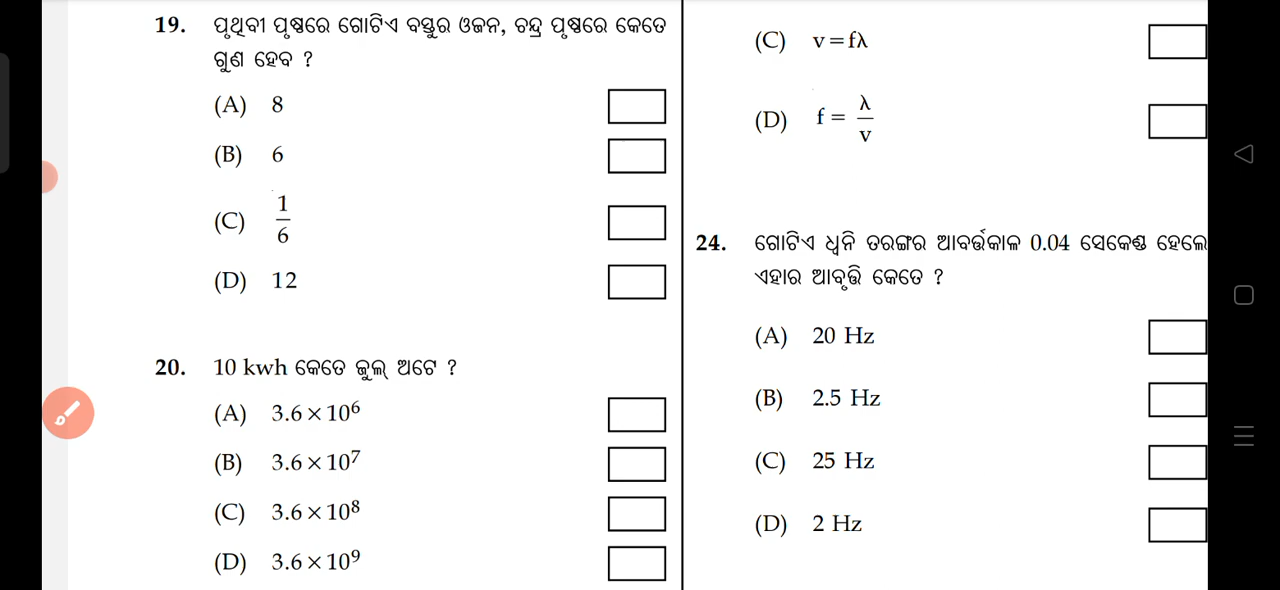 19. ପୃଥିବୀ ପୃଷ୍ଠରେ ଗୋଟିଏ ବସ୍ତୁର ଓଜନ, ଚନ୍ଦ୍ର ପୃଷ୍ଠରେ କେତେ
ଗୁଣ ହେବ ?
(A) 8
(B) 6
(C) 1/6
(D) 12
20. 10 kwh କେତେ ଜୁଲ୍ ଅଟେ ?
(A) 3.6 × 10⁶
(B) 3.6 × 10⁷
(C) 3.6 × 10⁸
(D) 3.6 × 10⁹
(C) v = fλ
(D) f = λ/v
24. ଗୋଟିଏ ଧ୍ୱନି ତରଙ୍ଗର ଆବର୍ତ୍ତକାଳ 0.04 ସେକେଣ୍ଡ ହେଲେ
ଏହାର ଆବୃତ୍ତି କେତେ ?
(A) 20 Hz
(B) 2.5 Hz
(C) 25 Hz
(D) 2 Hz